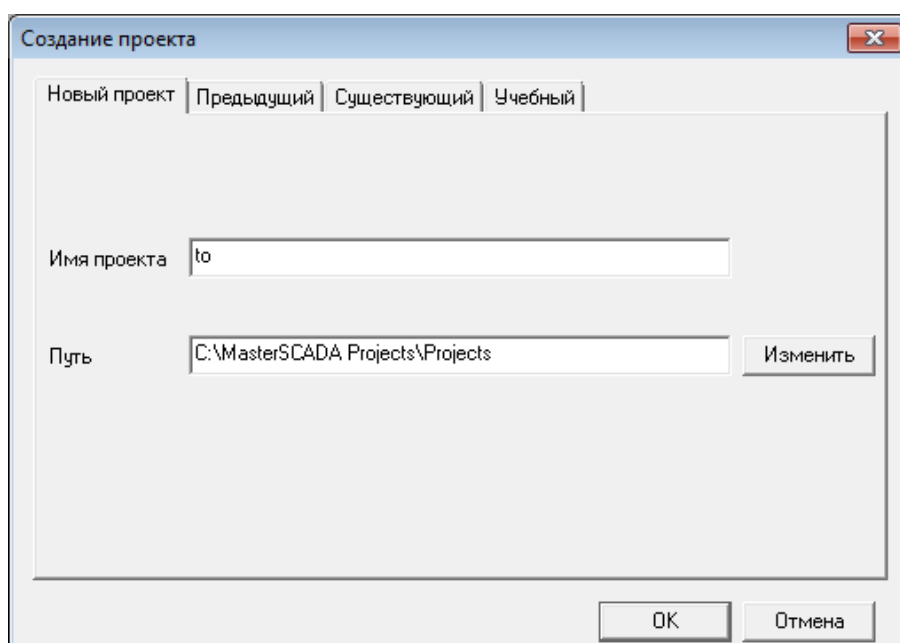 Создание проекта
Новый проект Предыдущий Существующий Учебный
Имя проекта to
Путь C:\MasterSCADA Projects\Projects Изменить
OK Отмена